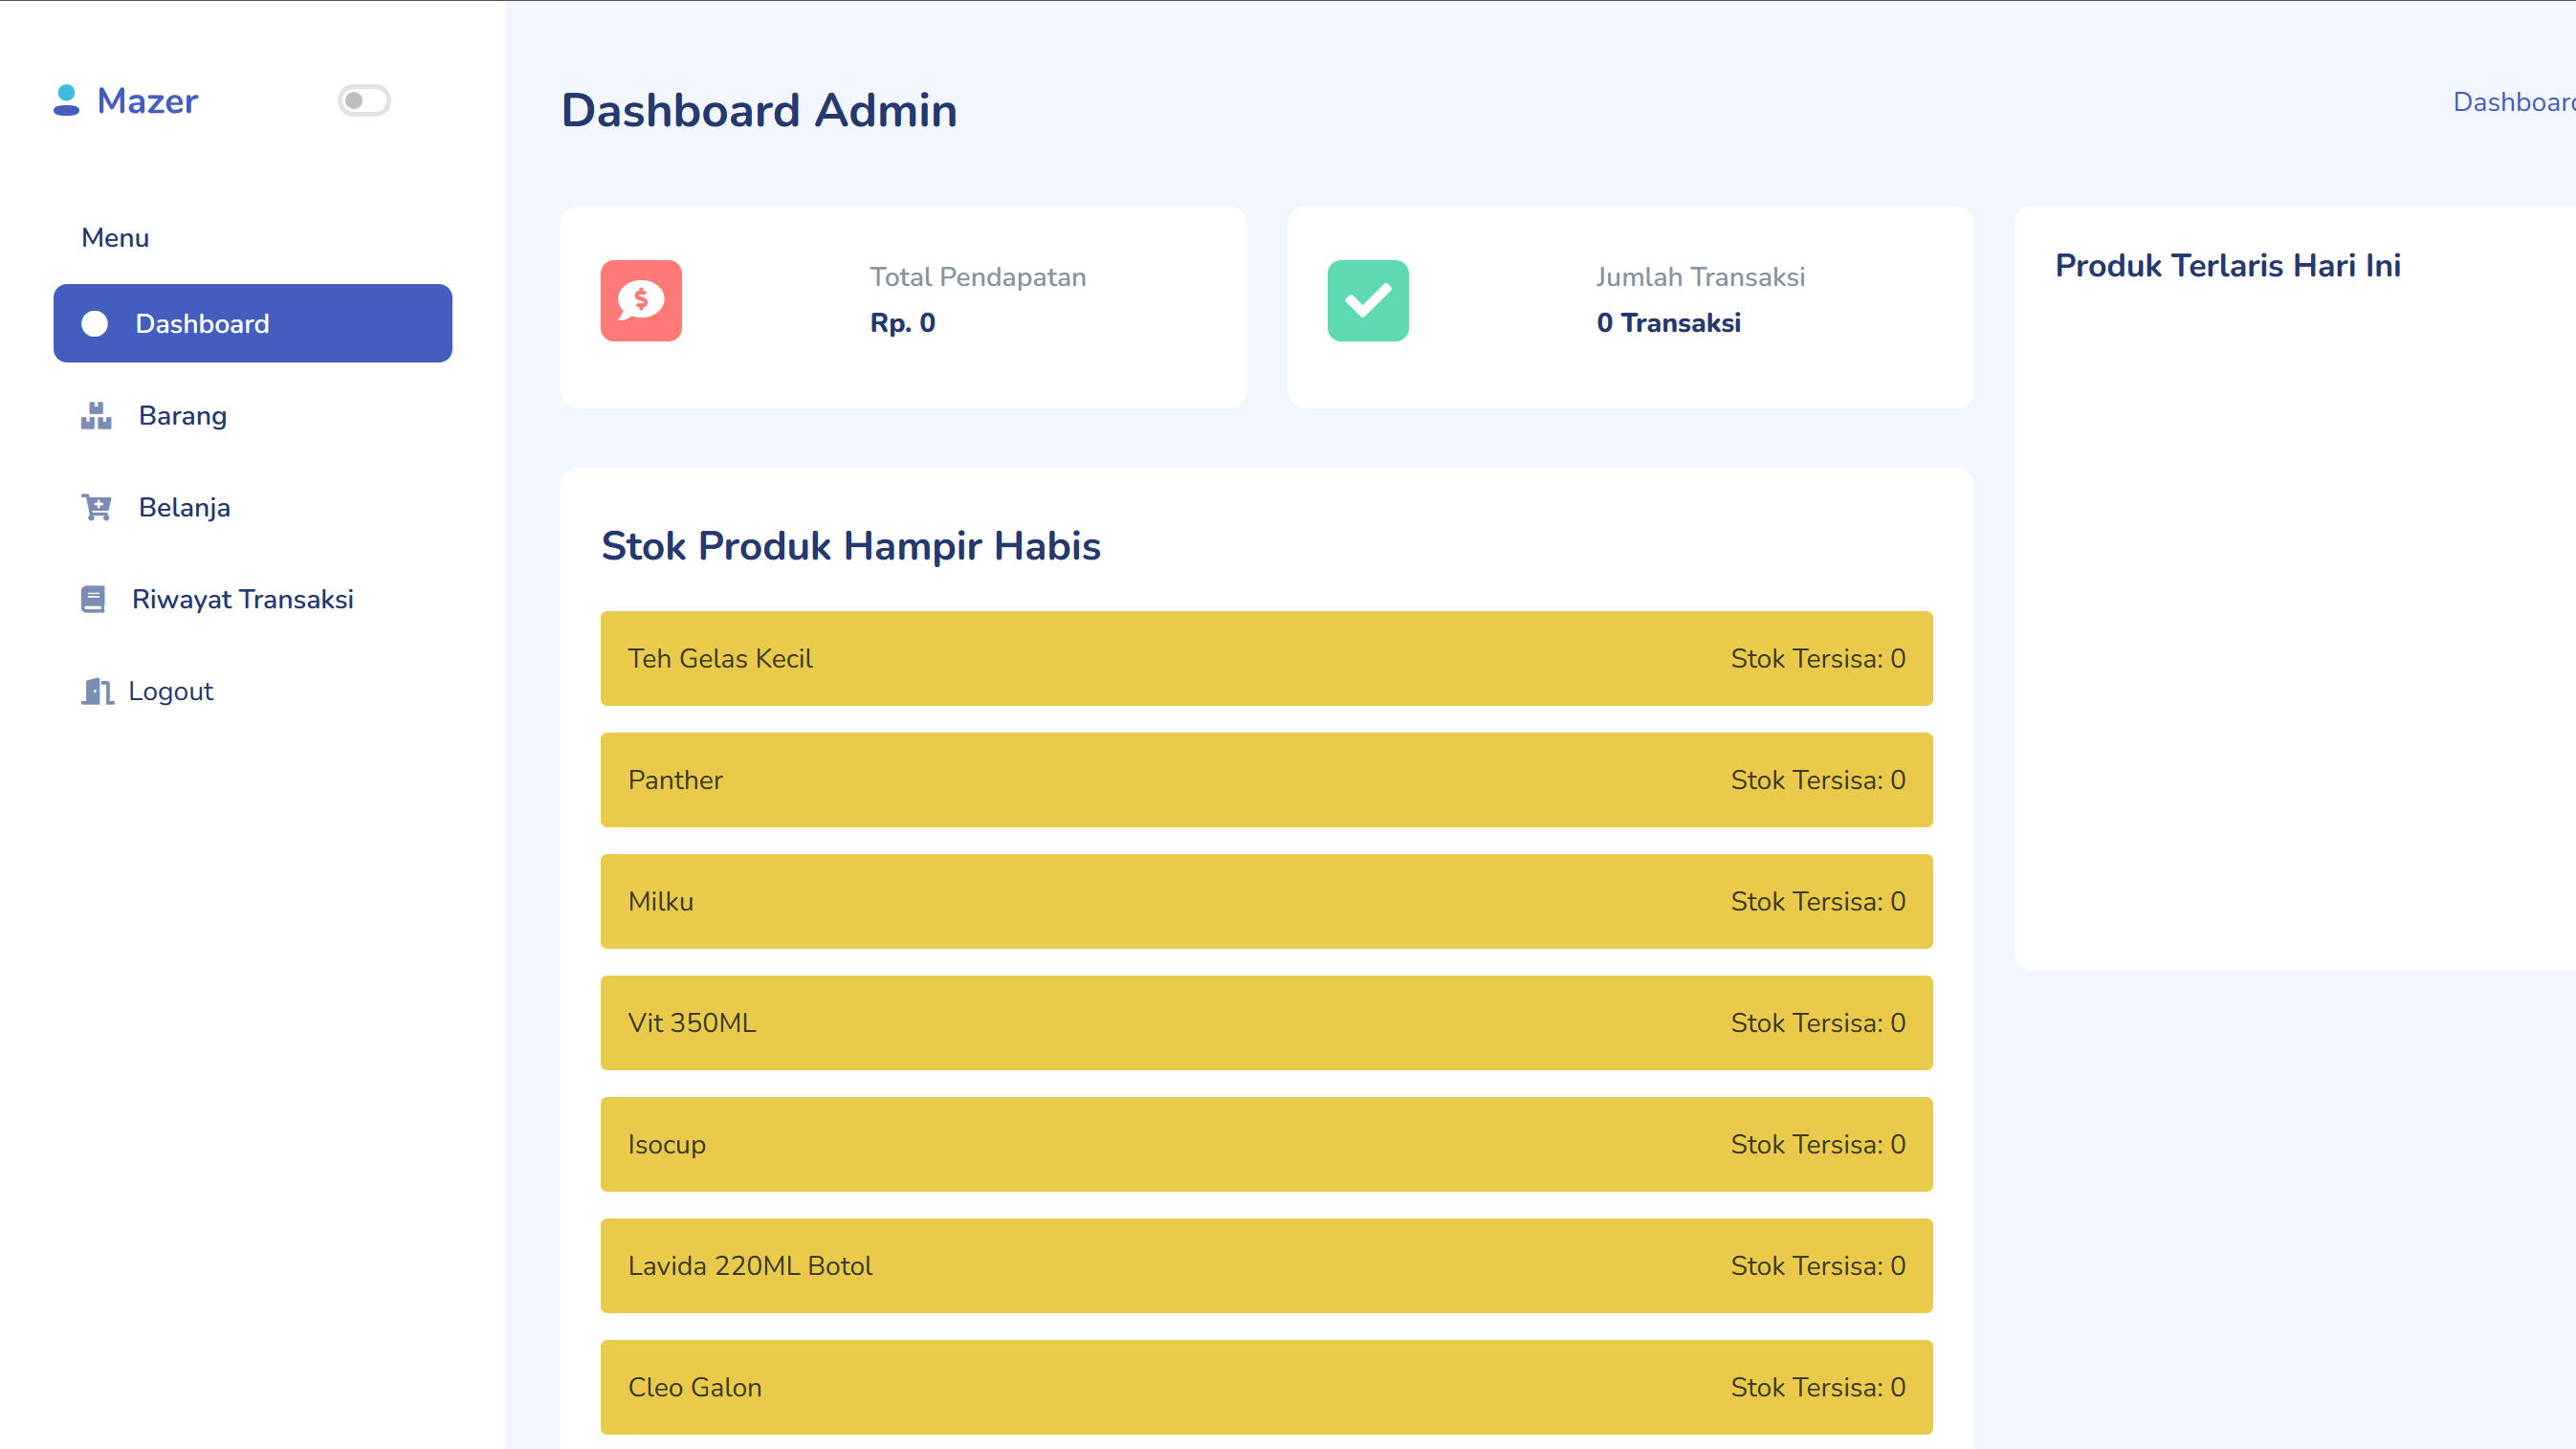 Mazer
Menu
Dashboard
Barang
Belanja
Riwayat Transaksi
Logout
Dashboard Admin
Total Pendapatan
Rp. 0
Jumlah Transaksi
0 Transaksi
Produk Terlaris Hari Ini
Stok Produk Hampir Habis
Teh Gelas Kecil Stok Tersisa: 0
Panther Stok Tersisa: 0
Milku Stok Tersisa: 0
Vit 350ML Stok Tersisa: 0
Isocup Stok Tersisa: 0
Lavida 220ML Botol Stok Tersisa: 0
Cleo Galon Stok Tersisa: 0